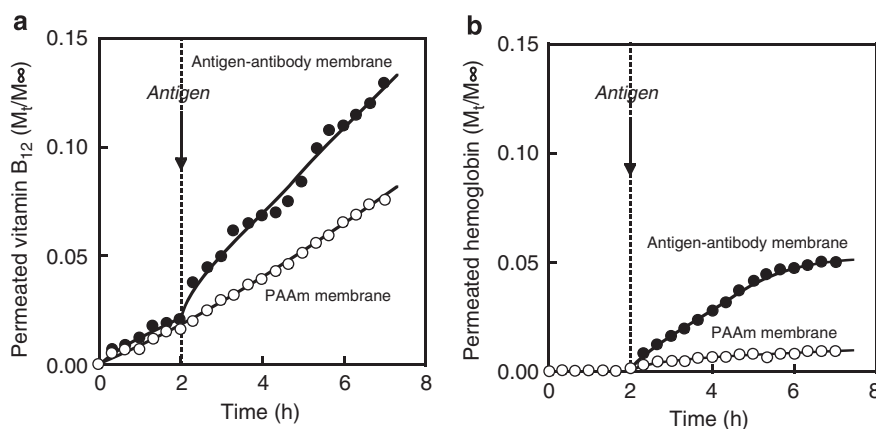 a
Permeated vitamin B12 (Mt/M∞)
0.15
0.10
0.05
0.00
Antigen-antibody membrane
Antigen
PAAm membrane
0 2 4 6 8
Time (h)
b
Permeated hemoglobin (Mt/M∞)
0.15
0.10
0.05
0.00
Antigen
Antigen-antibody membrane
PAAm membrane
0 2 4 6 8
Time (h)